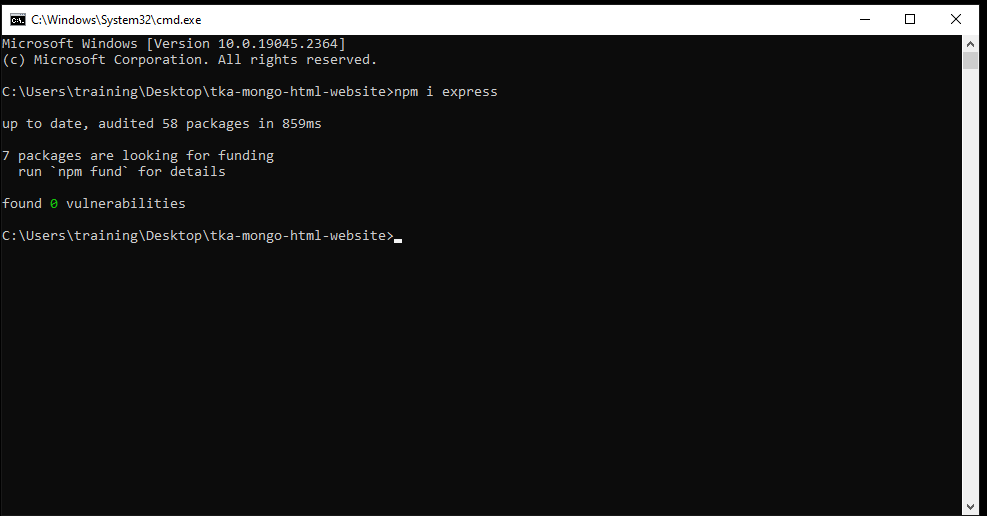 C:\Windows\System32\cmd.exe
Microsoft Windows [Version 10.0.19045.2364]
(c) Microsoft Corporation. All rights reserved.
C:\Users\training\Desktop\tka-mongo-html-website>npm i express
up to date, audited 58 packages in 859ms
7 packages are looking for funding
  run `npm fund` for details
found 0 vulnerabilities
C:\Users\training\Desktop\tka-mongo-html-website>